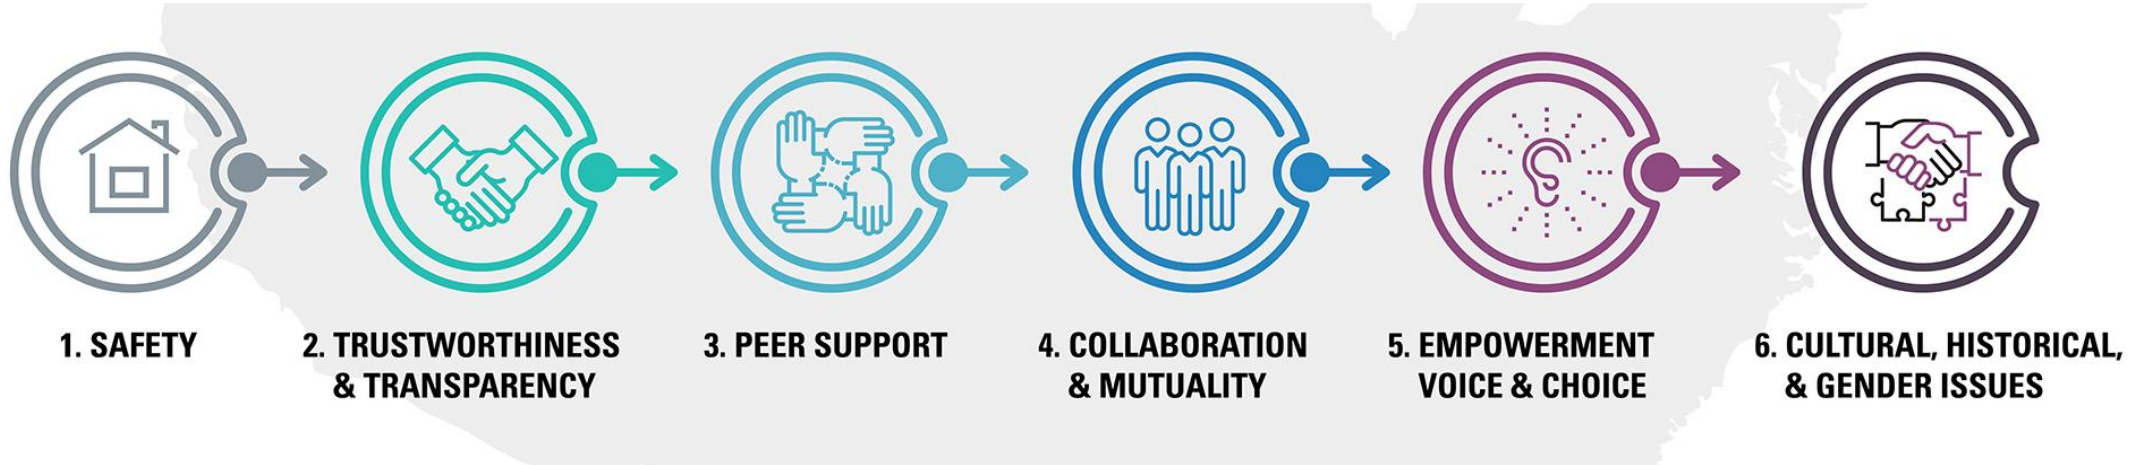 1. SAFETY
2. TRUSTWORTHINESS
& TRANSPARENCY
3. PEER SUPPORT
4. COLLABORATION
& MUTUALITY
5. EMPOWERMENT
VOICE & CHOICE
6. CULTURAL, HISTORICAL,
& GENDER ISSUES